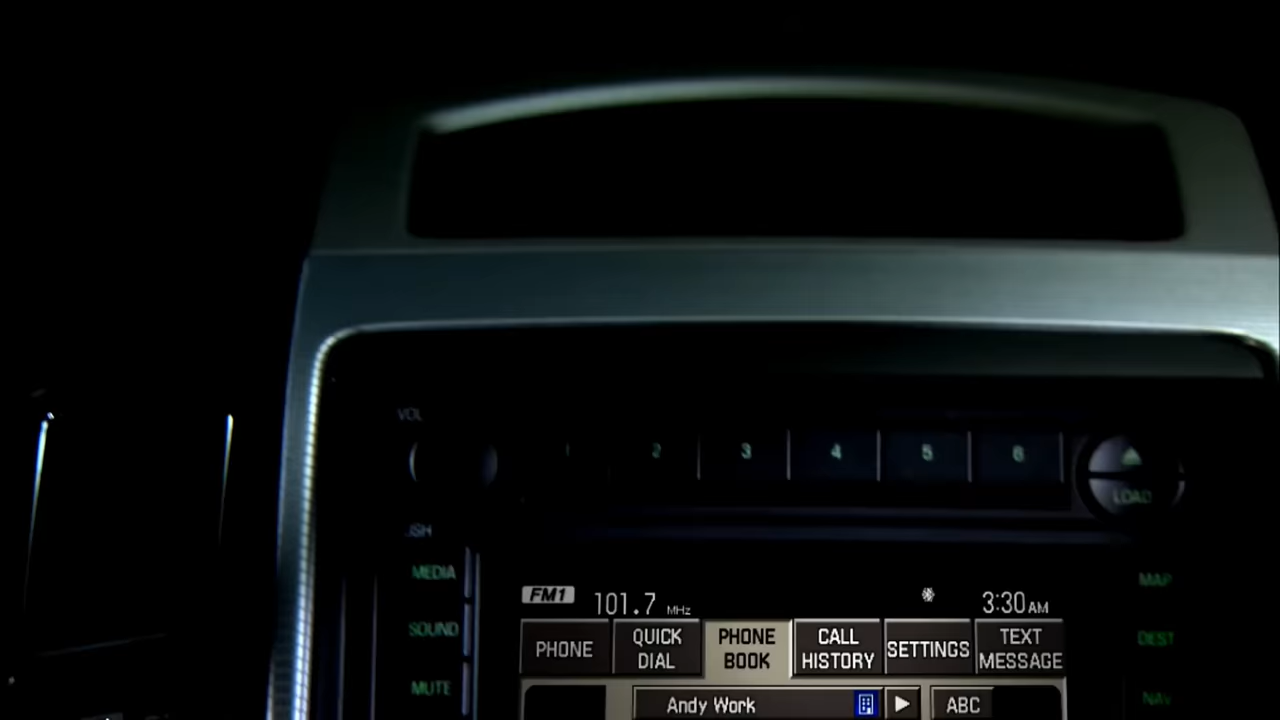 VOL
2 3 4 5 6
LOAD
MEDIA
FM1 101.7 MHz 3:30 AM
MAP
SOUND
PHONE
QUICK DIAL
PHONE BOOK
CALL HISTORY
SETTINGS
TEXT MESSAGE
DEST
MUTE
Andy Work
ABC
NAV